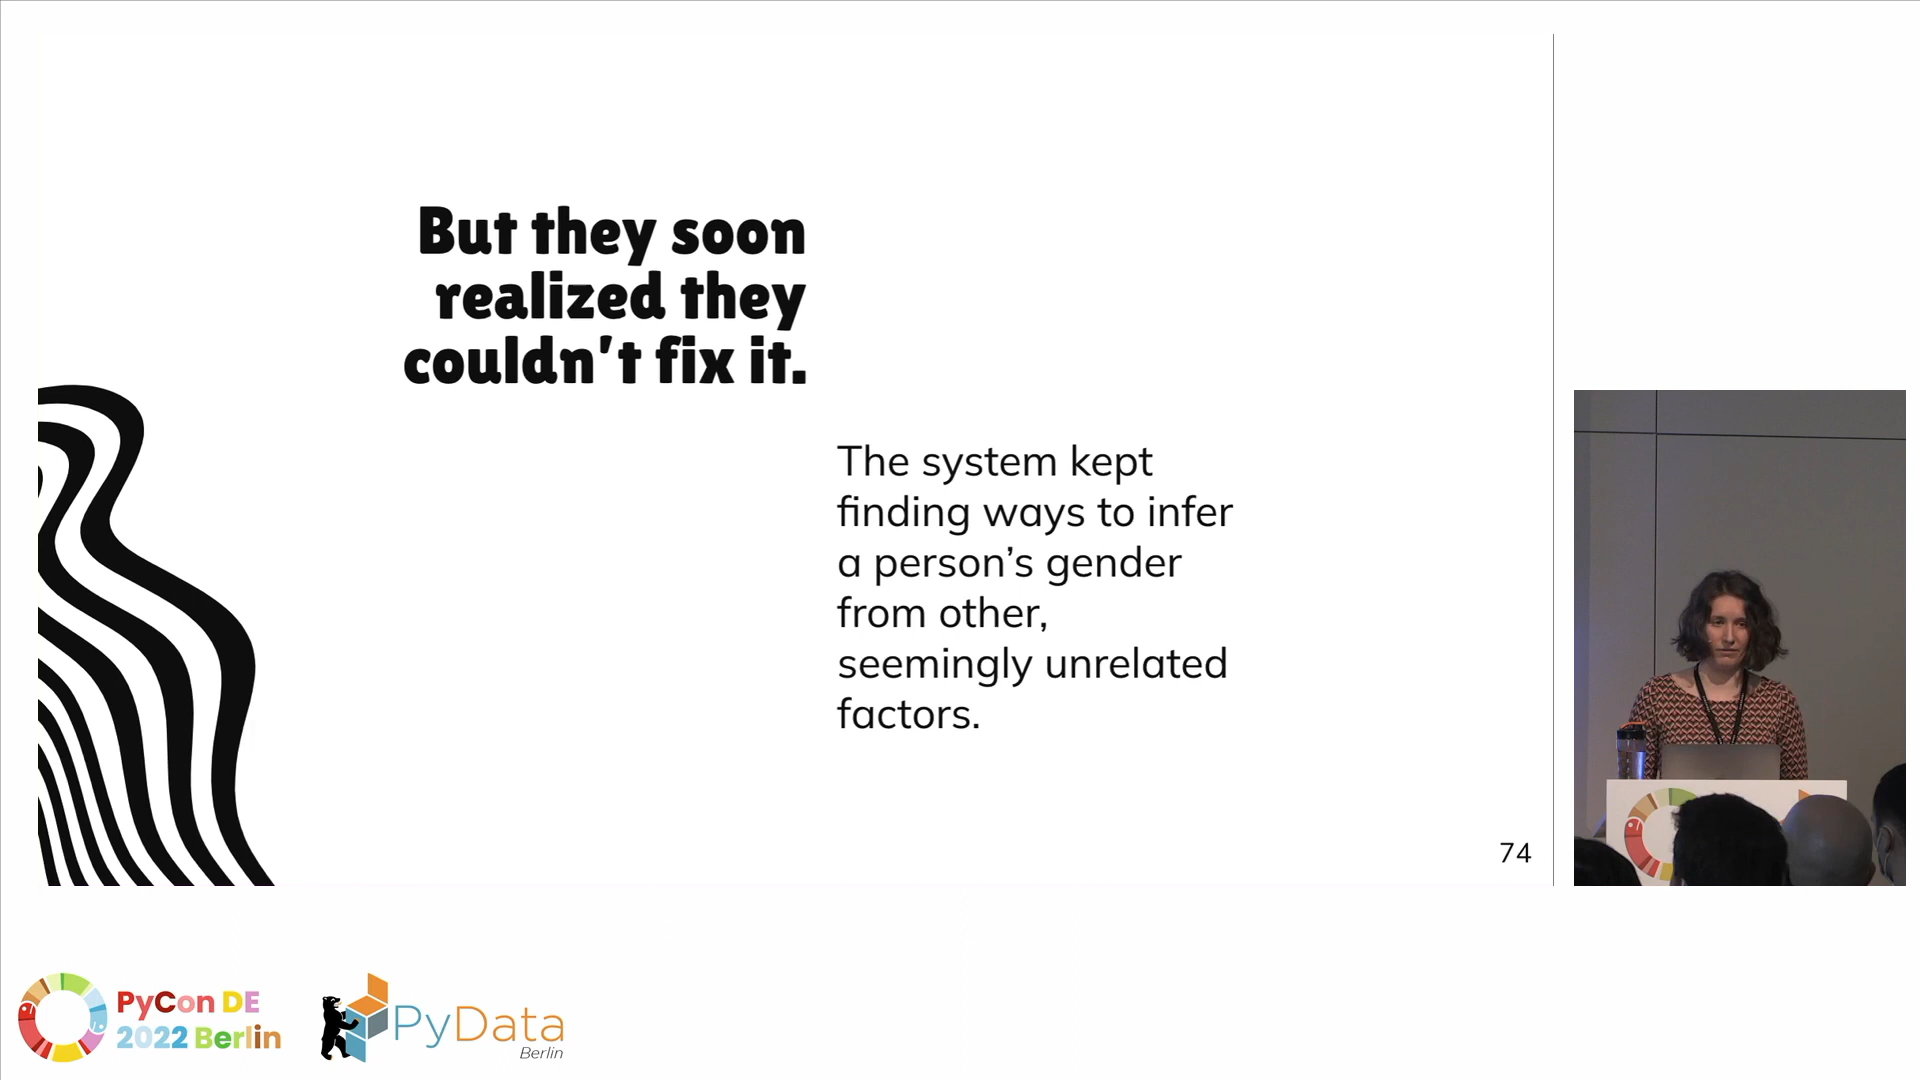 But they soon
realized they
couldn't fix it.
The system kept
finding ways to infer
a person's gender
from other,
seemingly unrelated
factors.
74
PyCon DE
2022 Berlin
PyData
Berlin